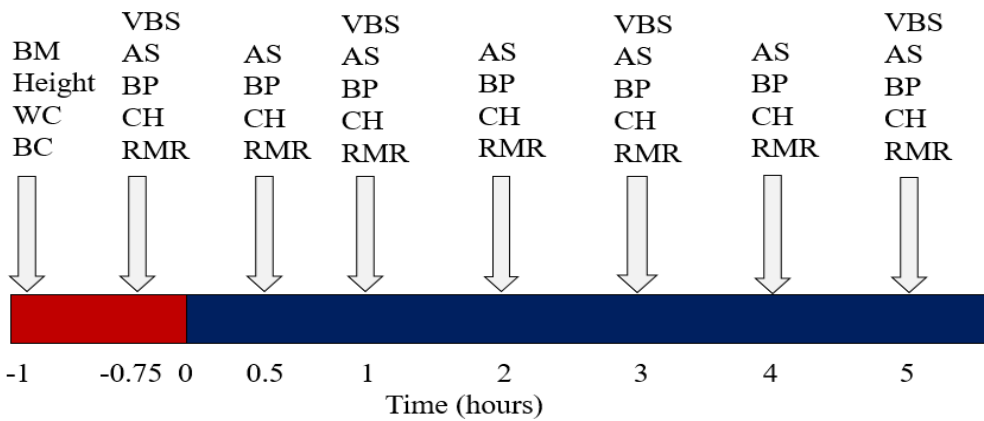 BM
Height
WC
BC
VBS
AS
BP
CH
RMR
AS
BP
CH
RMR
VBS
AS
BP
CH
RMR
AS
BP
CH
RMR
VBS
AS
BP
CH
RMR
AS
BP
CH
RMR
VBS
AS
BP
CH
RMR
-1 -0.75 0 0.5 1 2 3 4 5
Time (hours)